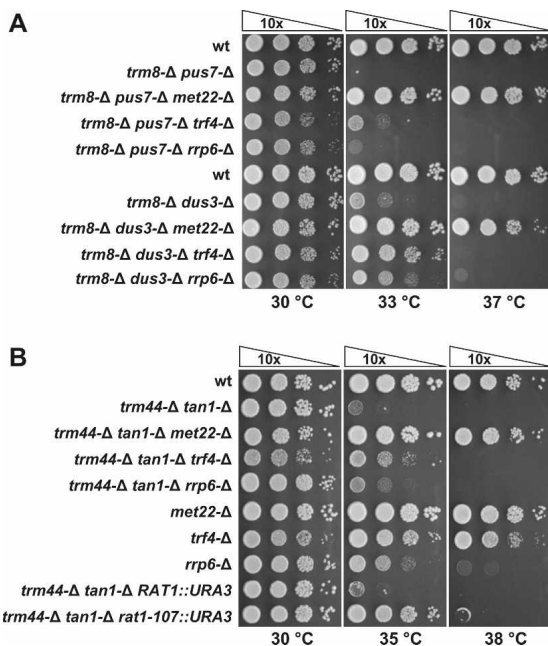 A
10x
10x
10x
wt
trm8-Δ pus7-Δ
trm8-Δ pus7-Δ met22-Δ
trm8-Δ pus7-Δ trf4-Δ
trm8-Δ pus7-Δ rrp6-Δ
wt
trm8-Δ dus3-Δ
trm8-Δ dus3-Δ met22-Δ
trm8-Δ dus3-Δ trf4-Δ
trm8-Δ dus3-Δ rrp6-Δ
30 °C
33 °C
37 °C
B
10x
10x
10x
wt
trm44-Δ tan1-Δ
trm44-Δ tan1-Δ met22-Δ
trm44-Δ tan1-Δ trf4-Δ
trm44-Δ tan1-Δ rrp6-Δ
met22-Δ
trf4-Δ
rrp6-Δ
trm44-Δ tan1-Δ RAT1::URA3
trm44-Δ tan1-Δ rat1-107::URA3
30 °C
35 °C
38 °C